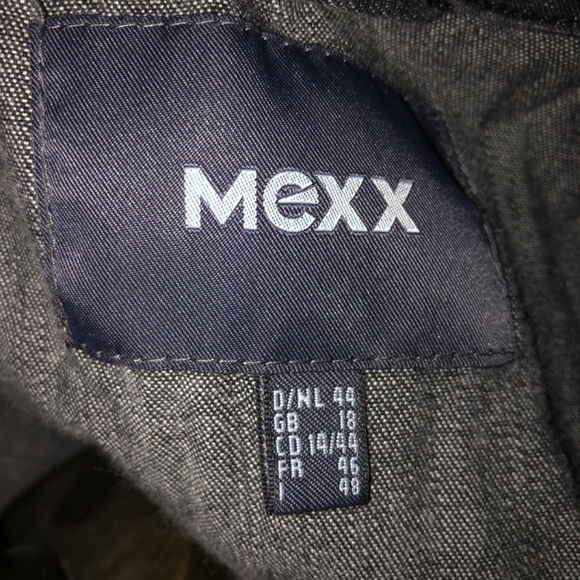 Mexx
D/NL 44
GB 18
CD 14/44
FR 46
I 48